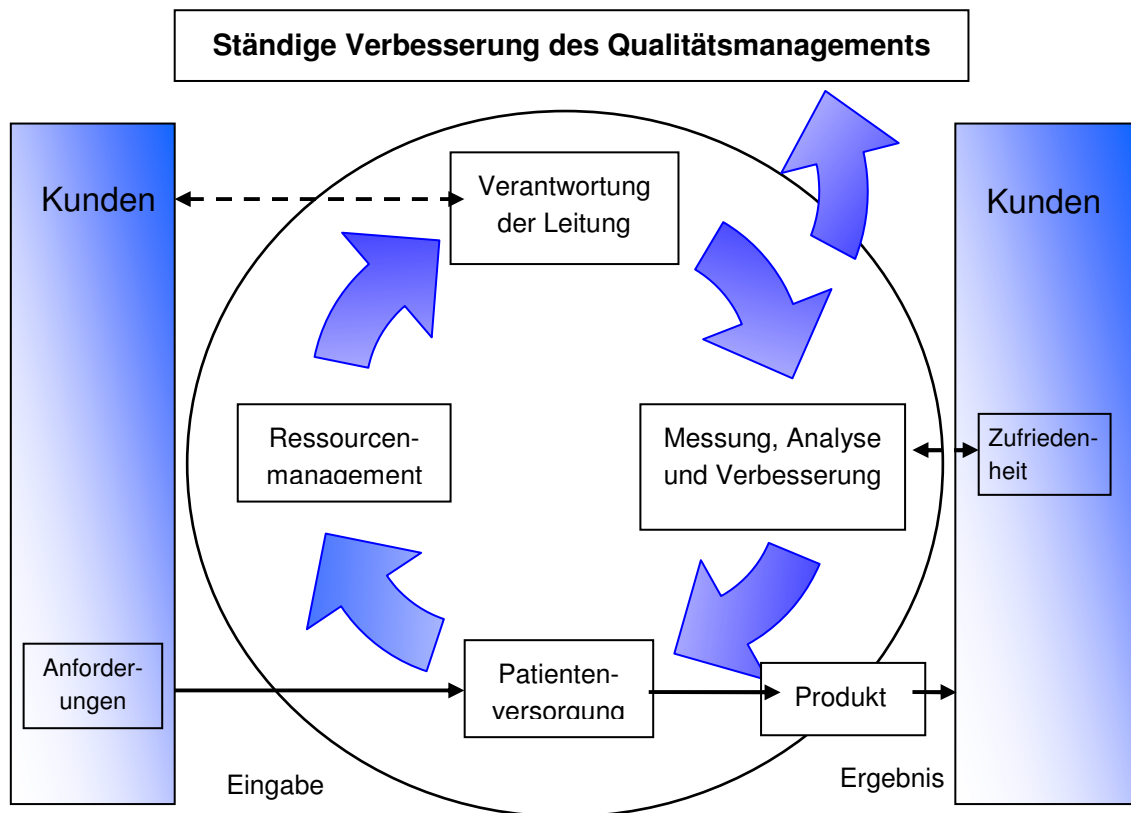 Ständige Verbesserung des Qualitätsmanagements
Kunden
Verantwortung
der Leitung
Kunden
Ressourcen-
management
Messung, Analyse
und Verbesserung
Zufrieden-
heit
Anforder-
ungen
Patienten-
versorgung
Produkt
Eingabe
Ergebnis